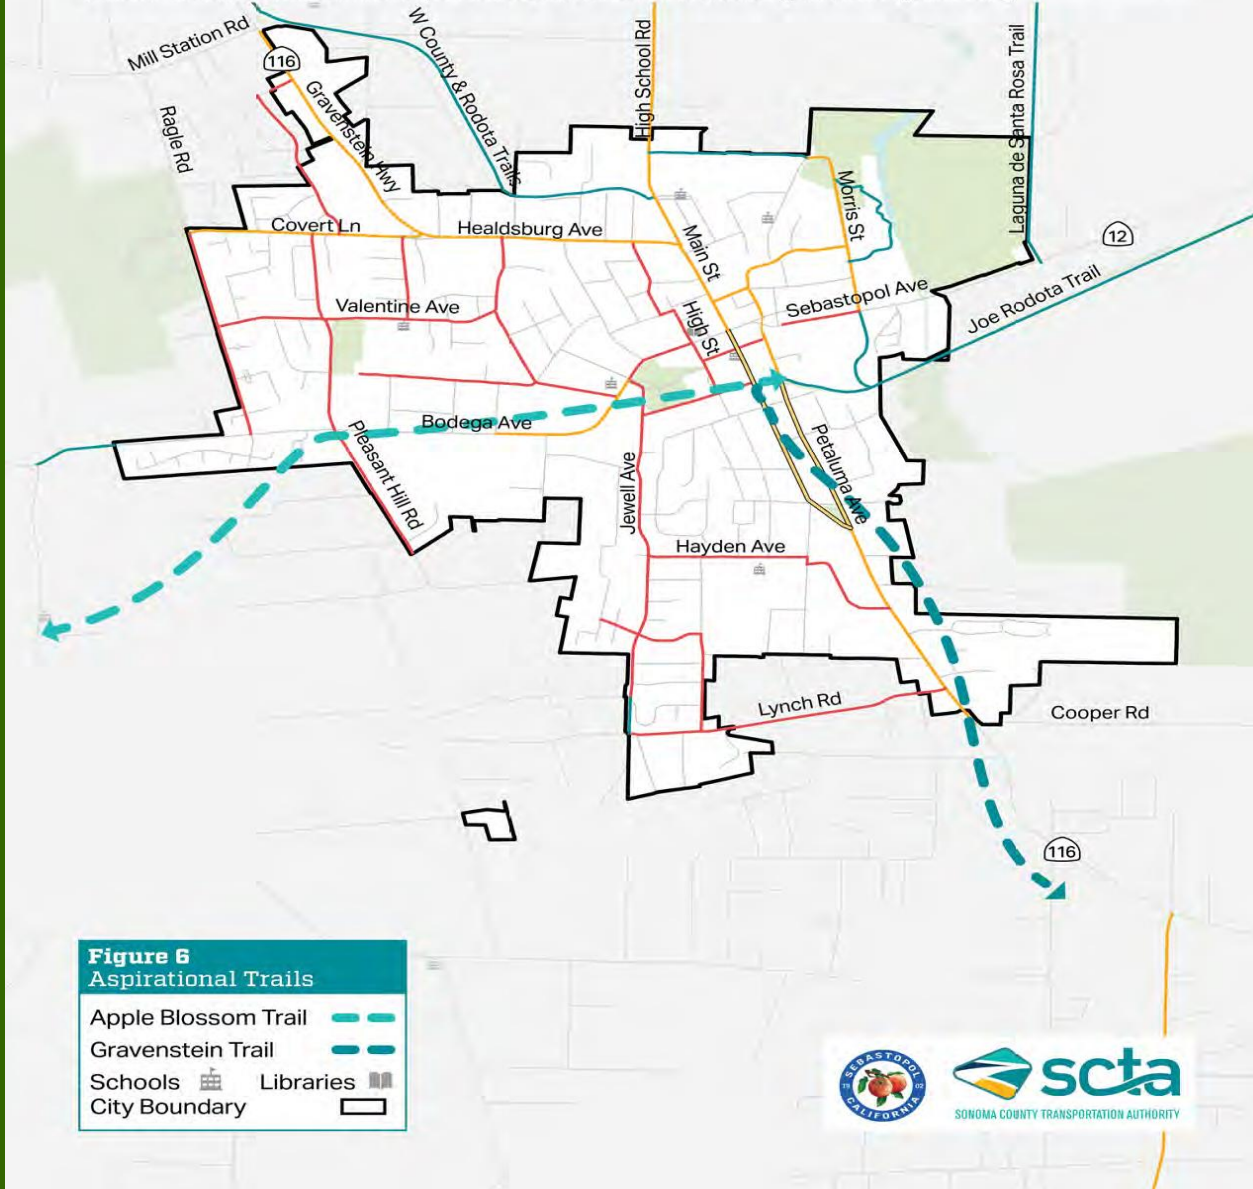 Mill Station Rd
116
W County & Rodota Trails
High School Rd
Laguna de Santa Rosa Trail
Ragle Rd
Gravenstein Hwy
Morris St
12
Covert Ln
Healdsburg Ave
Main St
Joe Rodota Trail
Valentine Ave
High St
Sebastopol Ave
Bodega Ave
Pleasant Hill Rd
Jewell Ave
Petaluma Ave
Hayden Ave
Lynch Rd
Cooper Rd
116
Figure 6
Aspirational Trails
Apple Blossom Trail
Gravenstein Trail
Schools
Libraries
City Boundary
SEBASTOPOL
19 02
CALIFORNIA
scta
SONOMA COUNTY TRANSPORTATION AUTHORITY